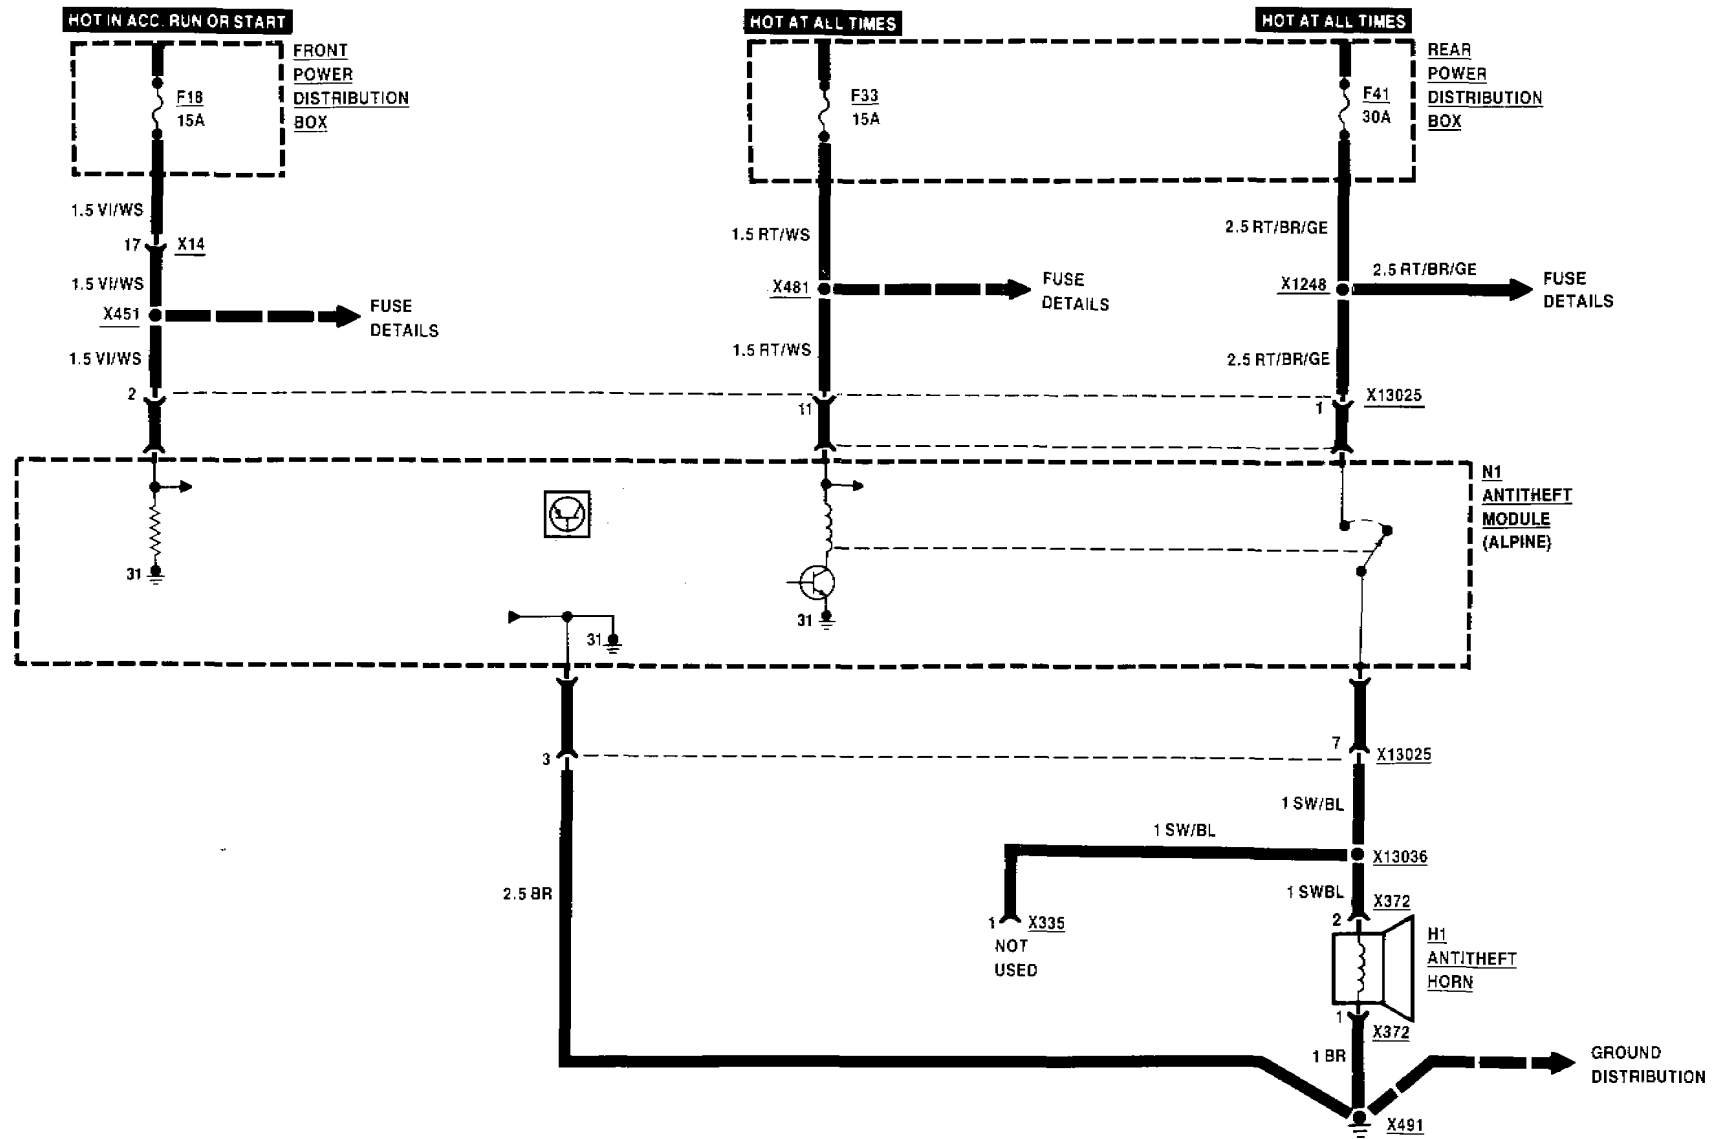 HOT IN ACC. RUN OR START
HOT AT ALL TIMES
HOT AT ALL TIMES
FRONT
POWER
DISTRIBUTION
BOX
F18
15A
F33
15A
F41
30A
REAR
POWER
DISTRIBUTION
BOX
1.5 VI/WS
17
X14
1.5 VI/WS
X451
FUSE
DETAILS
1.5 VI/WS
2
1.5 RT/WS
X481
FUSE
DETAILS
1.5 RT/WS
11
2.5 RT/BR/GE
X1248
2.5 RT/BR/GE
FUSE
DETAILS
2.5 RT/BR/GE
1
X13025
N1
ANTITHEFT
MODULE
(ALPINE)
31
31
31
3
7
X13025
1 SW/BL
1 SW/BL
X13036
2.5 BR
1 SWBL
X372
2
1
X335
NOT
USED
H1
ANTITHEFT
HORN
1
X372
1 BR
GROUND
DISTRIBUTION
X491